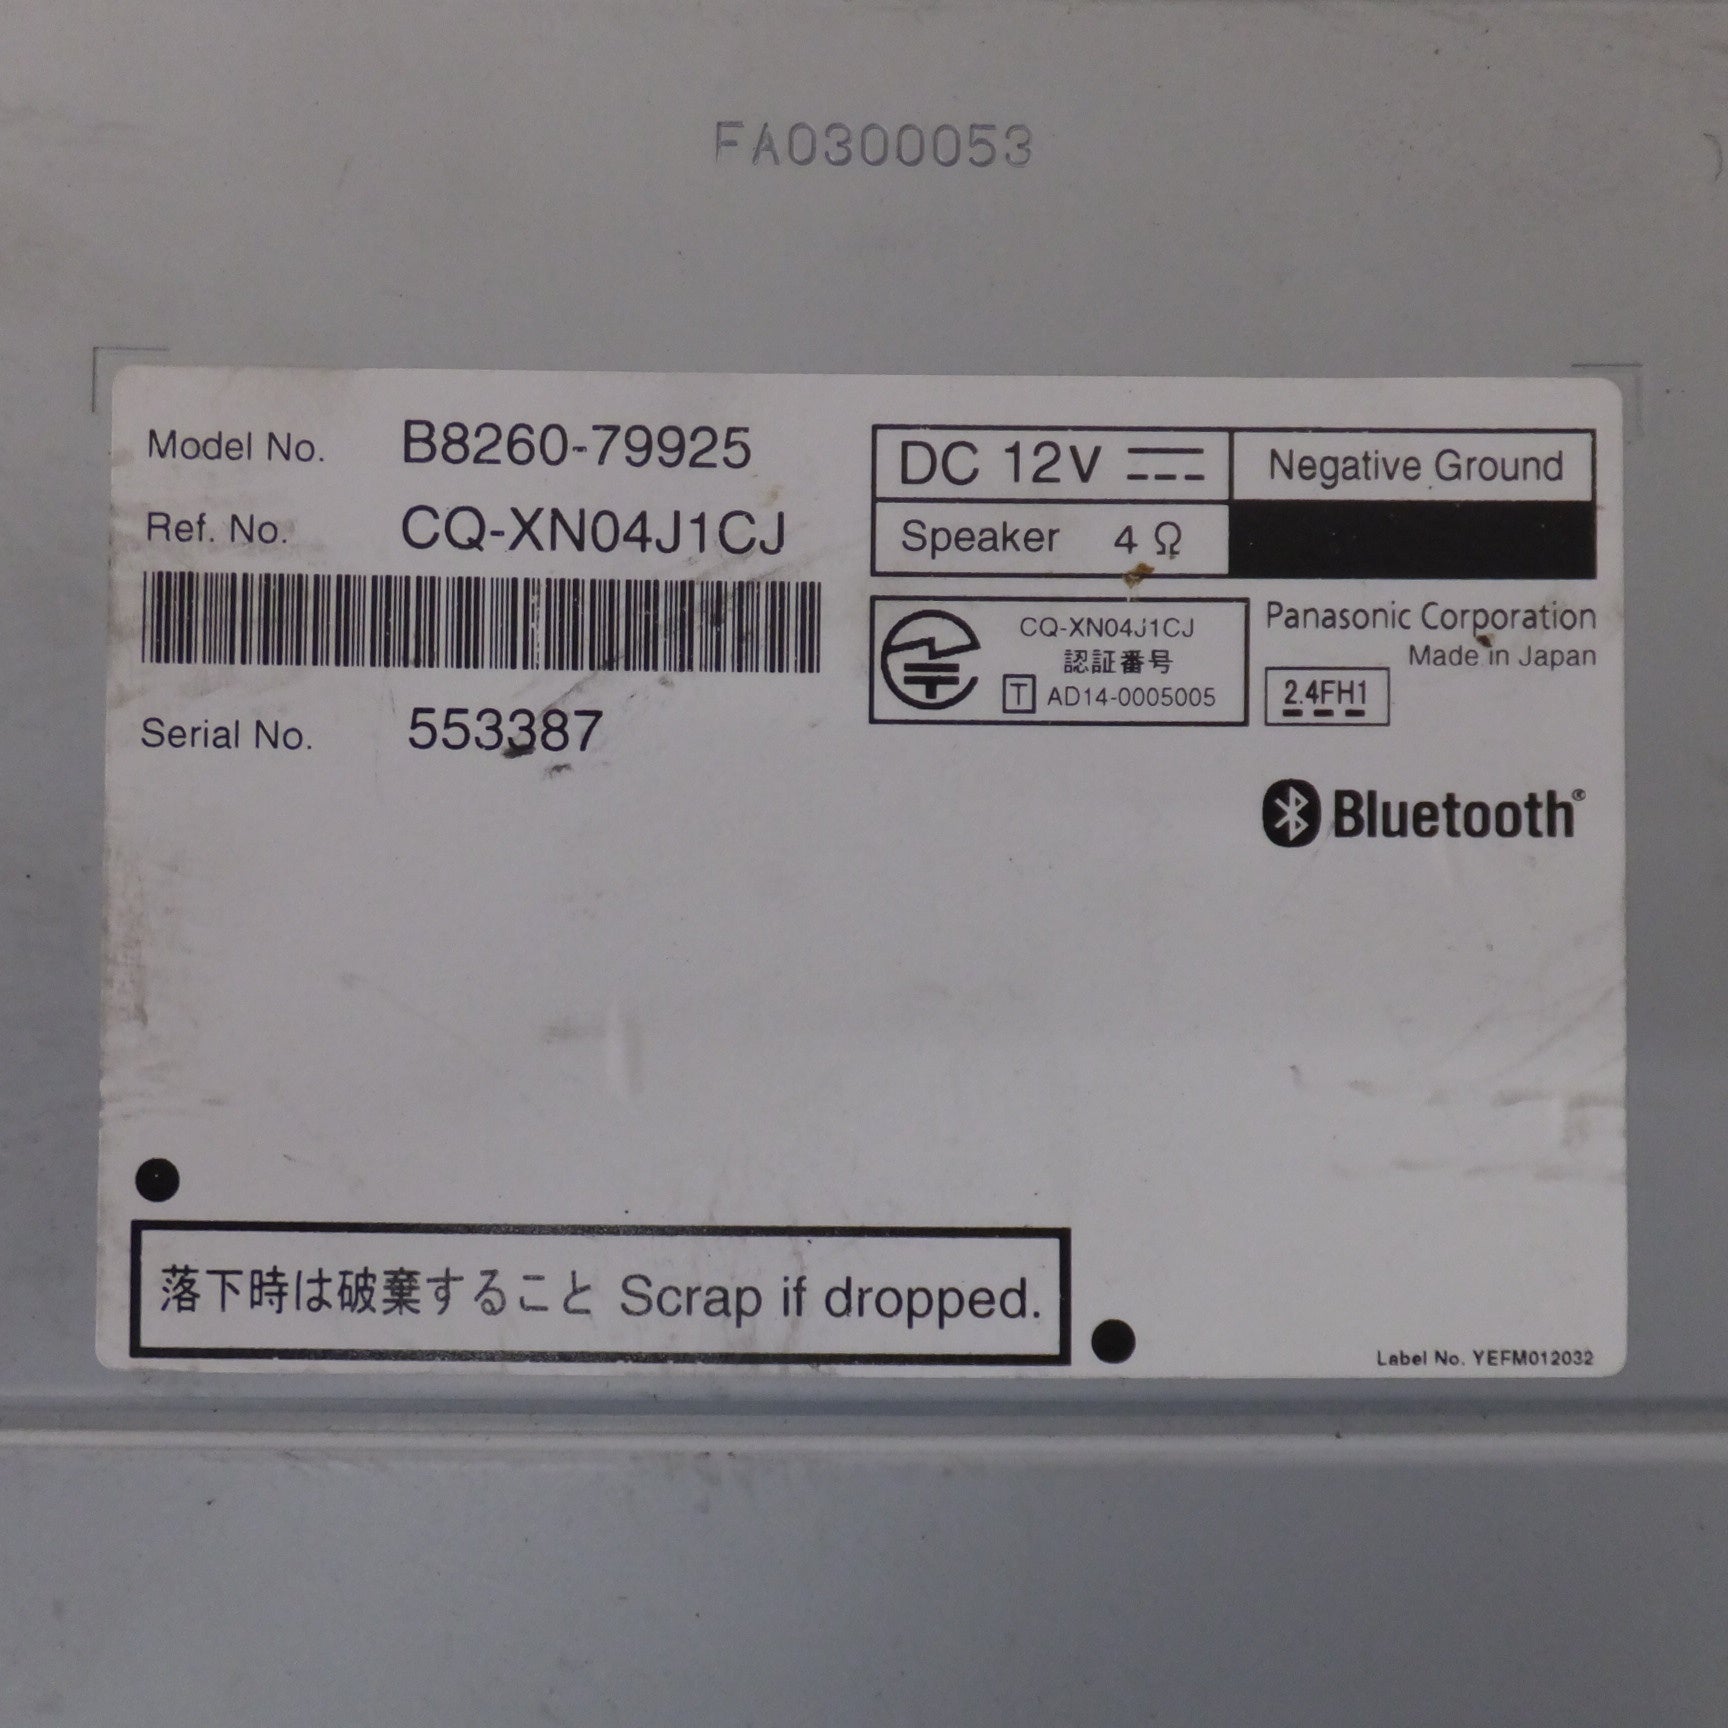 FA0300053
Model No. B8260-79925
Ref. No. CQ-XN04J1CJ
Serial No. 553387
DC 12V Negative Ground
Speaker 4 Ω
CQ-XN04J1CJ
認証番号
T AD14-0005005
Panasonic Corporation
Made in Japan
2.4FH1
Bluetooth®
落下時は破棄すること Scrap if dropped.
Label No. YEFM012032